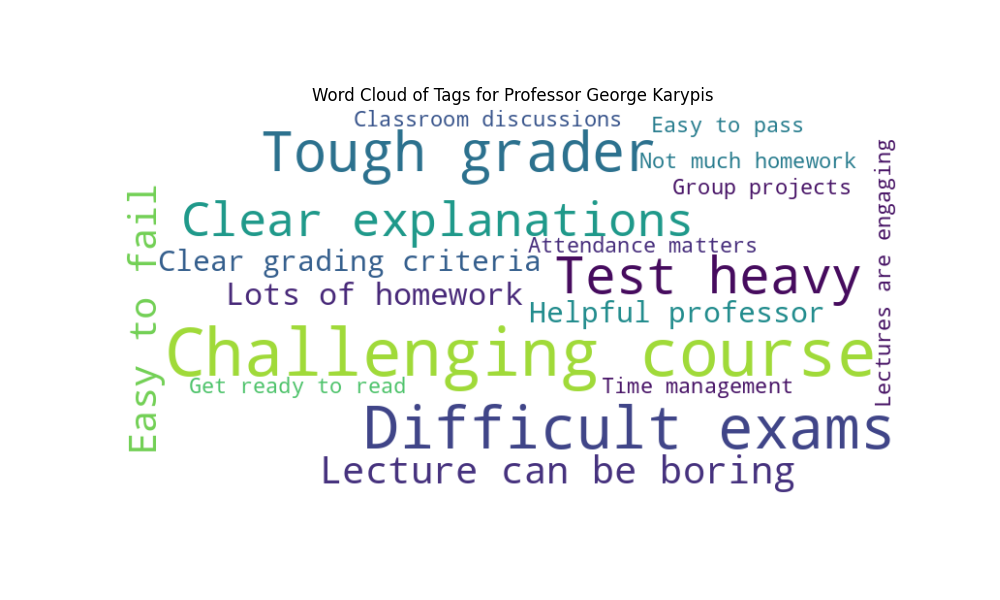 Word Cloud of Tags for Professor George Karypis
Classroom discussions
Easy to pass
Tough grader
Not much homework
Group projects
Lectures are engaging
Easy to fail
Clear explanations
Attendance matters
Clear grading criteria
Test heavy
Lots of homework
Helpful professor
Challenging course
Get ready to read
Time management
Difficult exams
Lecture can be boring